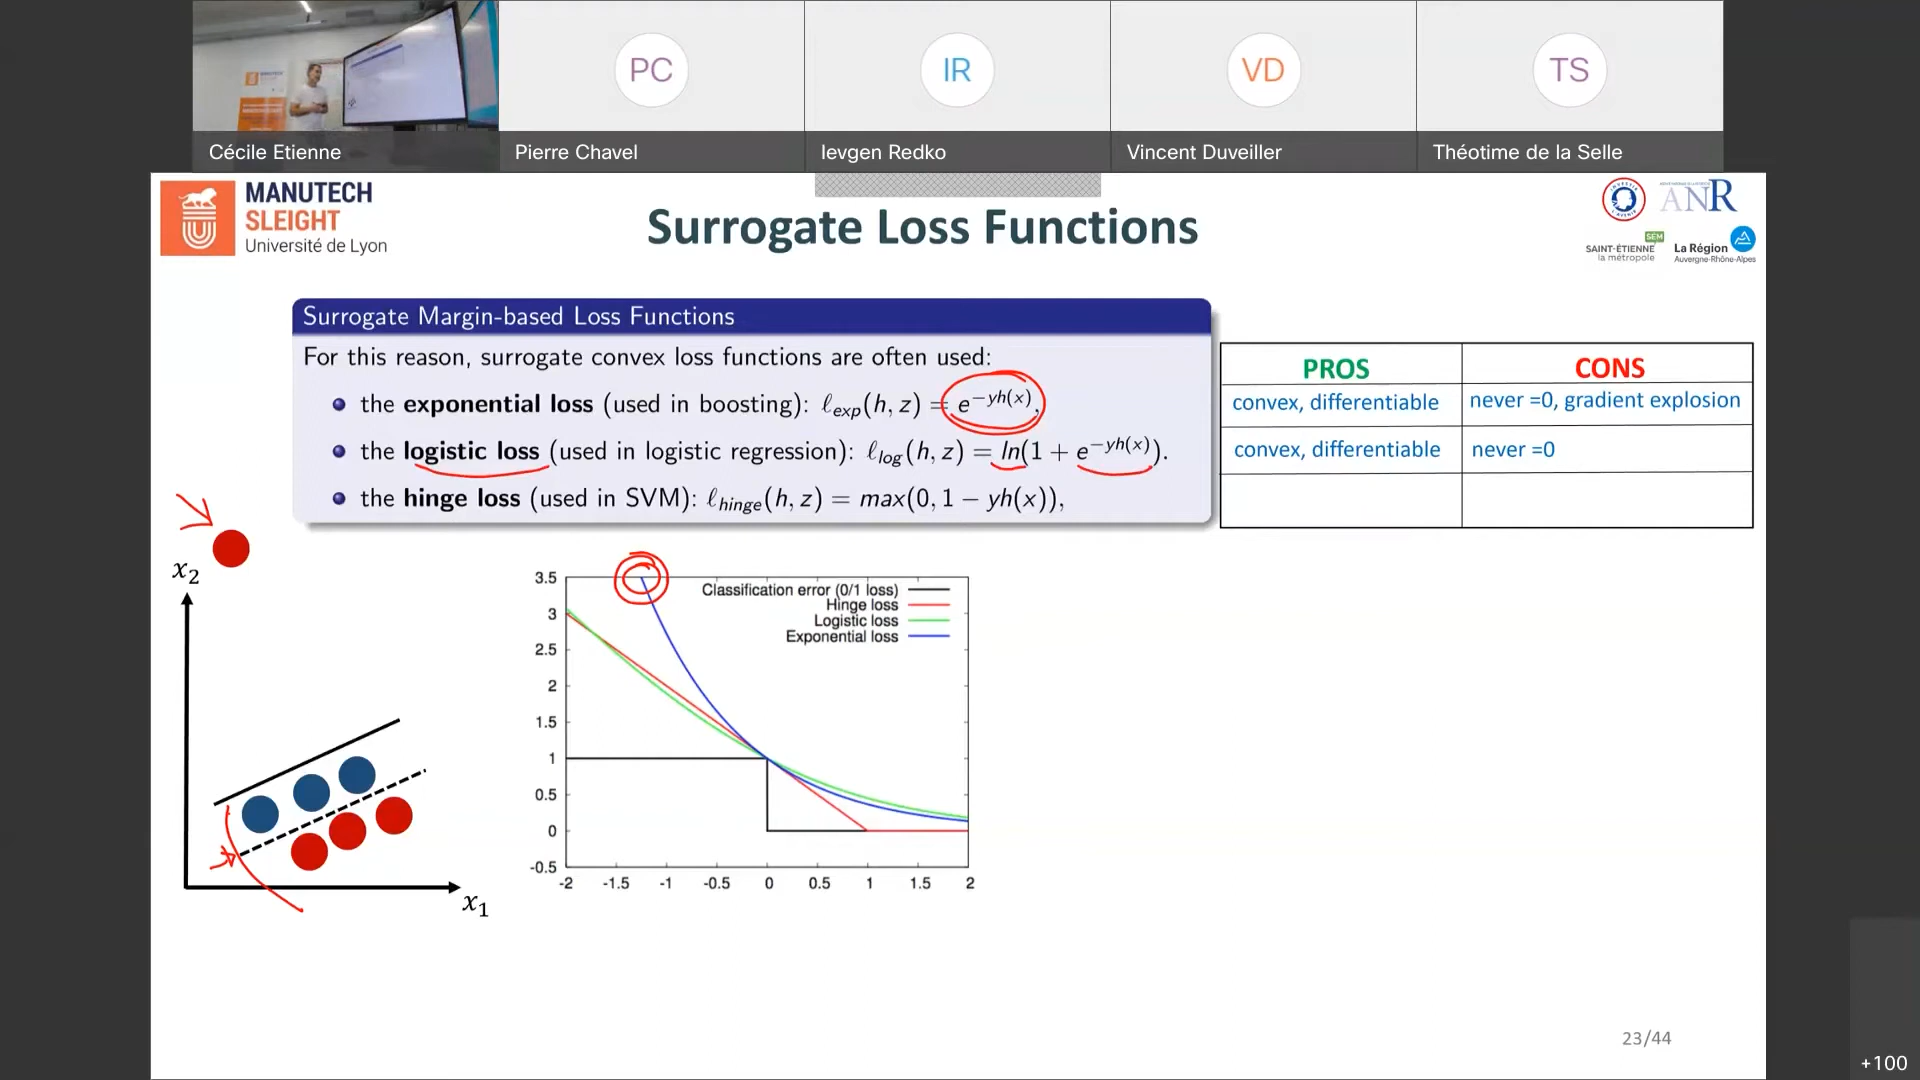 PC
IR
VD
TS
Cécile Etienne
Pierre Chavel
Ievgen Redko
Vincent Duveiller
Théotime de la Selle
MANUTECH
SLEIGHT
Université de Lyon
Surrogate Loss Functions
ANR
SAINT-ÉTIENNE
SEM
la métropole
La Région
Auvergne-Rhône-Alpes
Surrogate Margin-based Loss Functions
For this reason, surrogate convex loss functions are often used:
the exponential loss (used in boosting): ℓ_exp(h, z) = e^{−yh(x)},
the logistic loss (used in logistic regression): ℓ_log(h, z) = ln(1 + e^{−yh(x)}).
the hinge loss (used in SVM): ℓ_hinge(h, z) = max(0, 1 − yh(x)),
PROS CONS
convex, differentiable never =0, gradient explosion
convex, differentiable never =0
x₂
x₁
3.5
3
2.5
2
1.5
1
0.5
0
-0.5
-2 -1.5 -1 -0.5 0 0.5 1 1.5 2
Classification error (0/1 loss)
Hinge loss
Logistic loss
Exponential loss
23/44
+100